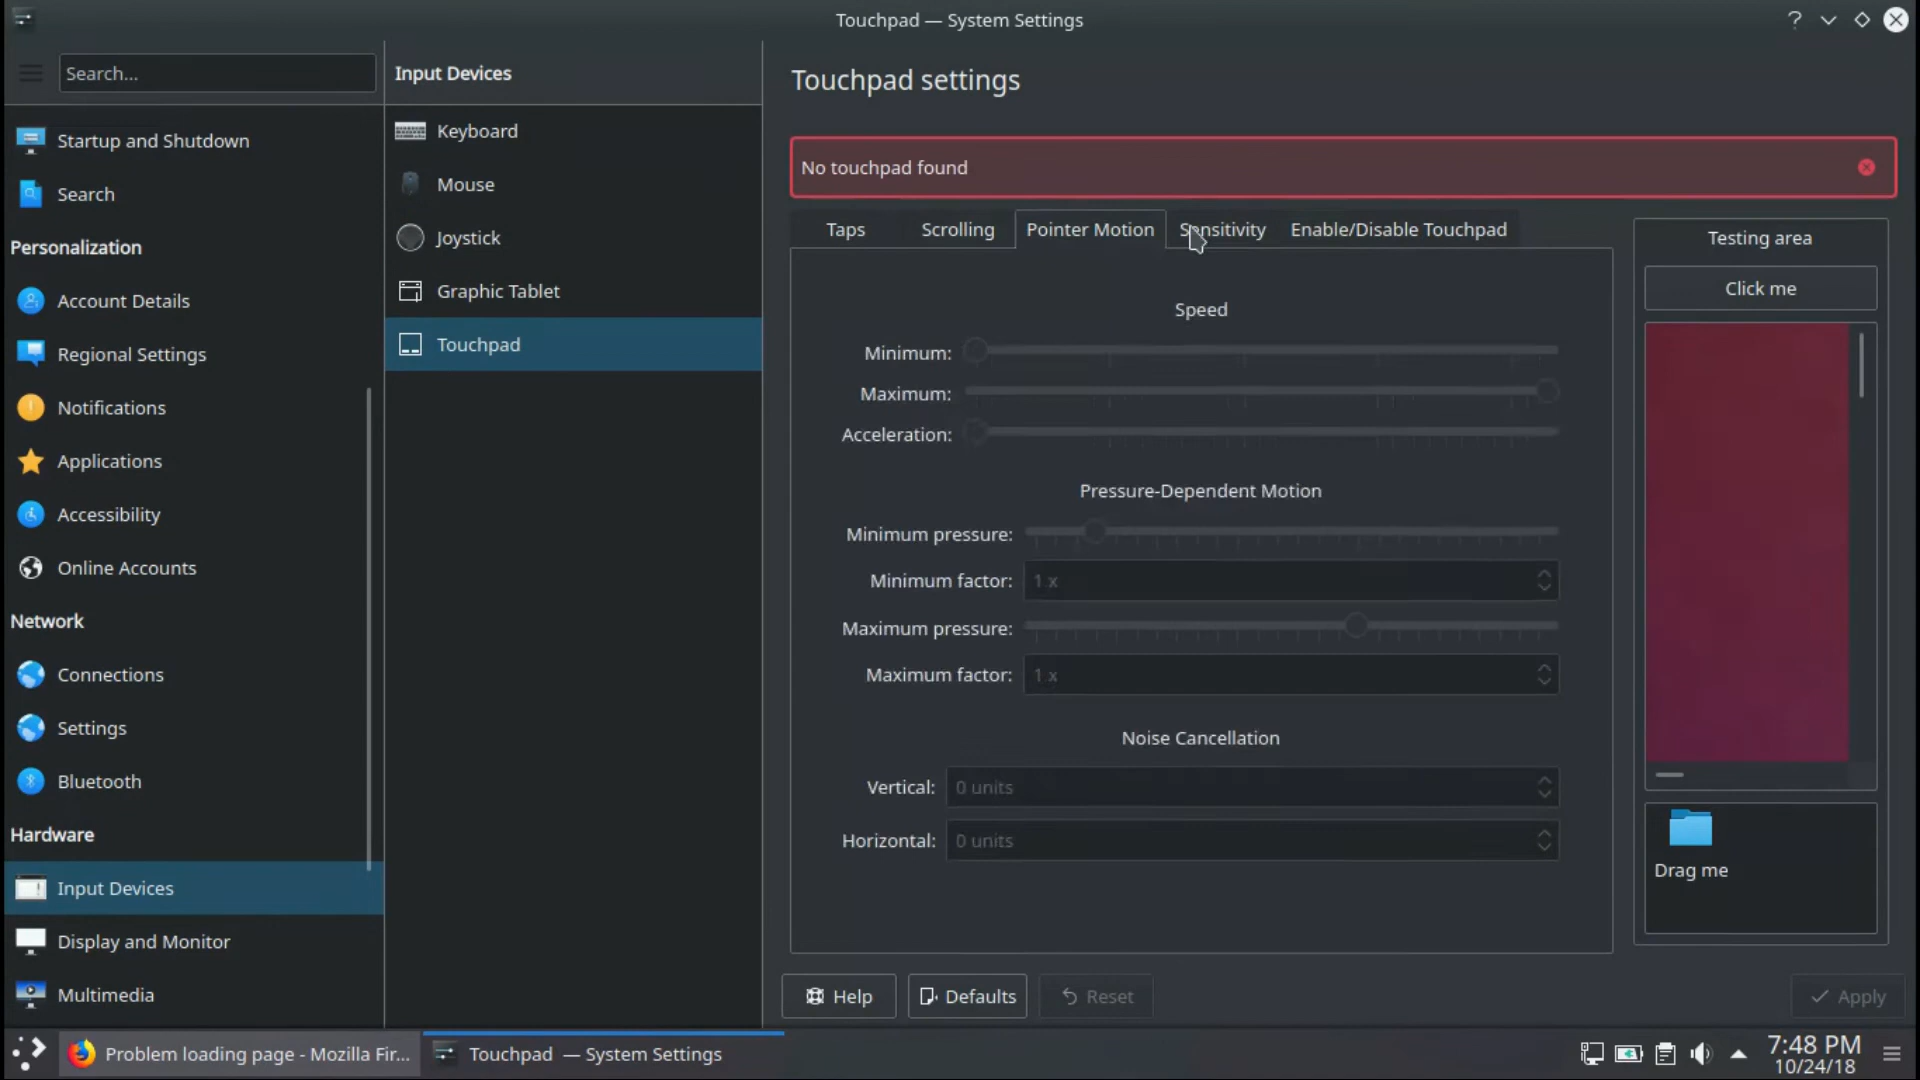 Touchpad — System Settings
Search...
Startup and Shutdown
Search
Personalization
Account Details
Regional Settings
Notifications
Applications
Accessibility
Online Accounts
Network
Connections
Settings
Bluetooth
Hardware
Input Devices
Display and Monitor
Multimedia
Input Devices
Keyboard
Mouse
Joystick
Graphic Tablet
Touchpad
Touchpad settings
No touchpad found
Taps
Scrolling
Pointer Motion
Sensitivity
Enable/Disable Touchpad
Speed
Minimum:
Maximum:
Acceleration:
Pressure-Dependent Motion
Minimum pressure:
Minimum factor: 1 x
Maximum pressure:
Maximum factor: 1 x
Noise Cancellation
Vertical: 0 units
Horizontal: 0 units
Testing area
Click me
Drag me
Help
Defaults
Reset
Apply
Problem loading page - Mozilla Fir...
Touchpad — System Settings
7:48 PM
10/24/18